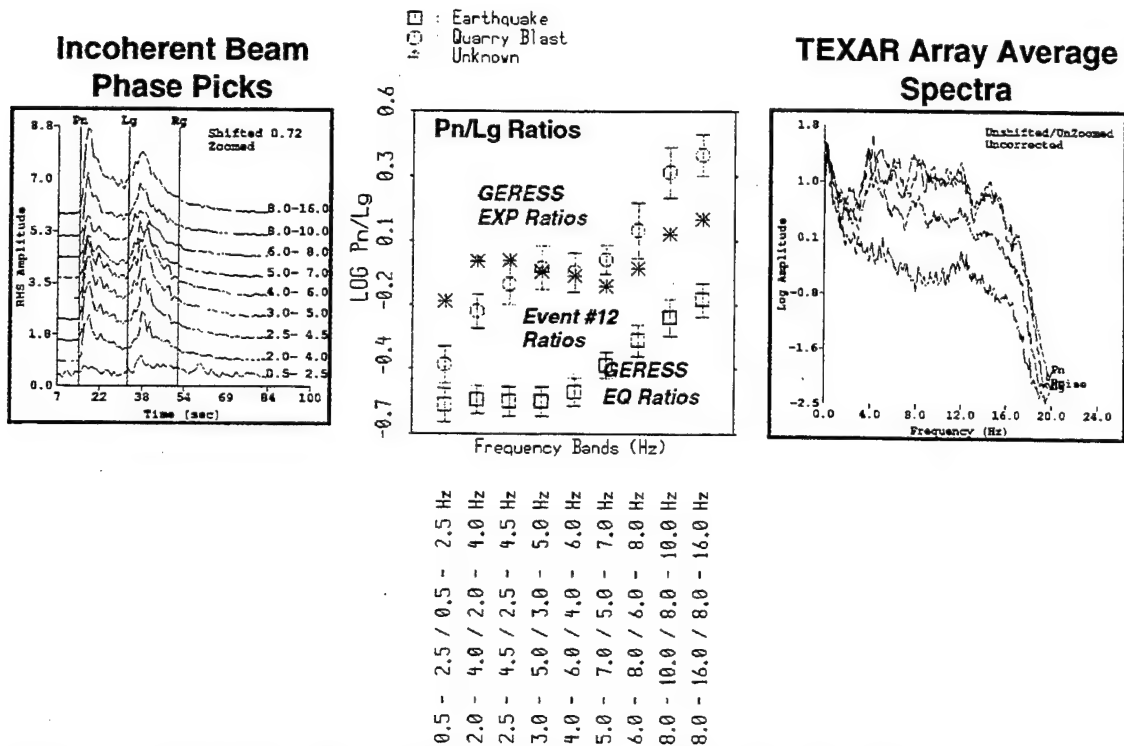 □ : Earthquake
○ : Quarry Blast
* : Unknown
Incoherent Beam
Phase Picks
Pn Lg Rg
Shifted 0.72
Zoomed
8.8
7.0
5.3
3.5
1.8
0.0
RMS Amplitude
8.0-16.0
8.0-10.0
6.0- 8.0
5.0- 7.0
4.0- 6.0
3.0- 5.0
2.5- 4.5
2.0- 4.0
0.5- 2.5
7 22 38 54 69 84 100
Time (sec)
Pn/Lg Ratios
0.6
0.3
0.1
-0.2
-0.4
-0.7
LOG Pn/Lg
GERESS
EXP Ratios
Event #12
Ratios
GERESS
EQ Ratios
Frequency Bands (Hz)
0.5 - 2.5 / 0.5 - 2.5 Hz
2.0 - 4.0 / 2.0 - 4.0 Hz
2.5 - 4.5 / 2.5 - 4.5 Hz
3.0 - 5.0 / 3.0 - 5.0 Hz
4.0 - 6.0 / 4.0 - 6.0 Hz
5.0 - 7.0 / 5.0 - 7.0 Hz
6.0 - 8.0 / 6.0 - 8.0 Hz
8.0 - 10.0 / 8.0 - 10.0 Hz
8.0 - 16.0 / 8.0 - 16.0 Hz
TEXAR Array Average
Spectra
Unshifted/UnZoomed
Uncorrected
1.8
1.0
0.1
-0.8
-1.6
-2.5
Log Amplitude
Pn
0.0 4.0 8.0 12.0 16.0 20.0 24.0
Frequency (Hz)